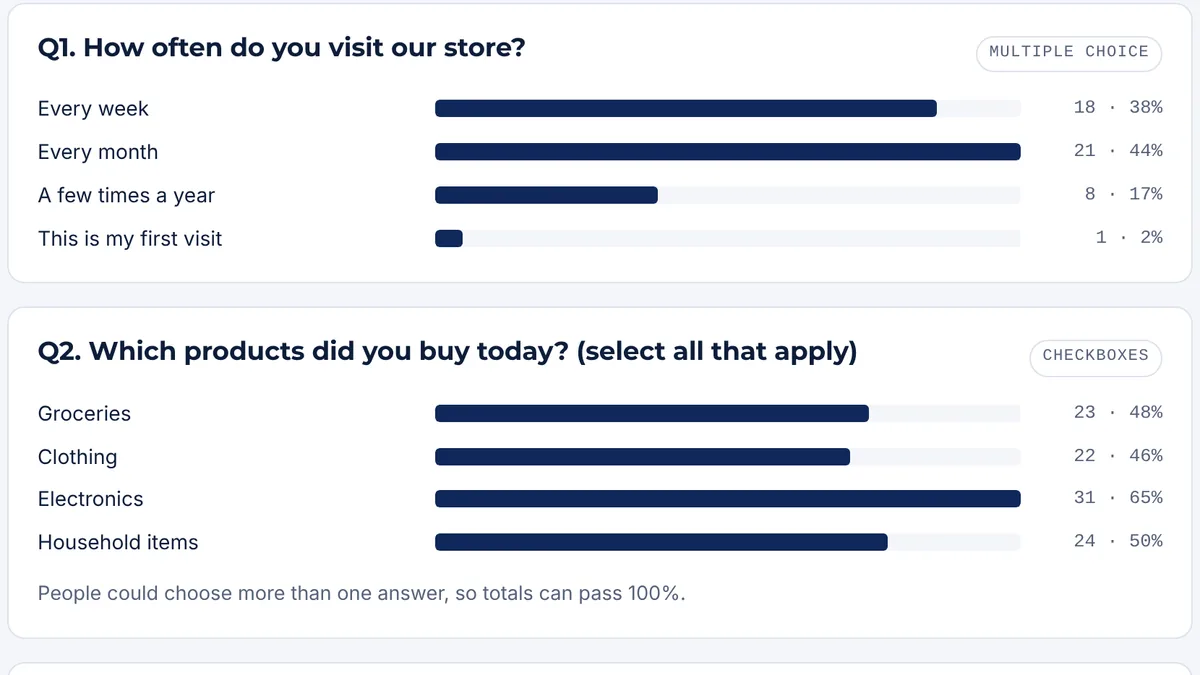 Q1. How often do you visit our store?
MULTIPLE CHOICE
Every week 18 · 38%
Every month 21 · 44%
A few times a year 8 · 17%
This is my first visit 1 · 2%
Q2. Which products did you buy today? (select all that apply)
CHECKBOXES
Groceries 23 · 48%
Clothing 22 · 46%
Electronics 31 · 65%
Household items 24 · 50%
People could choose more than one answer, so totals can pass 100%.